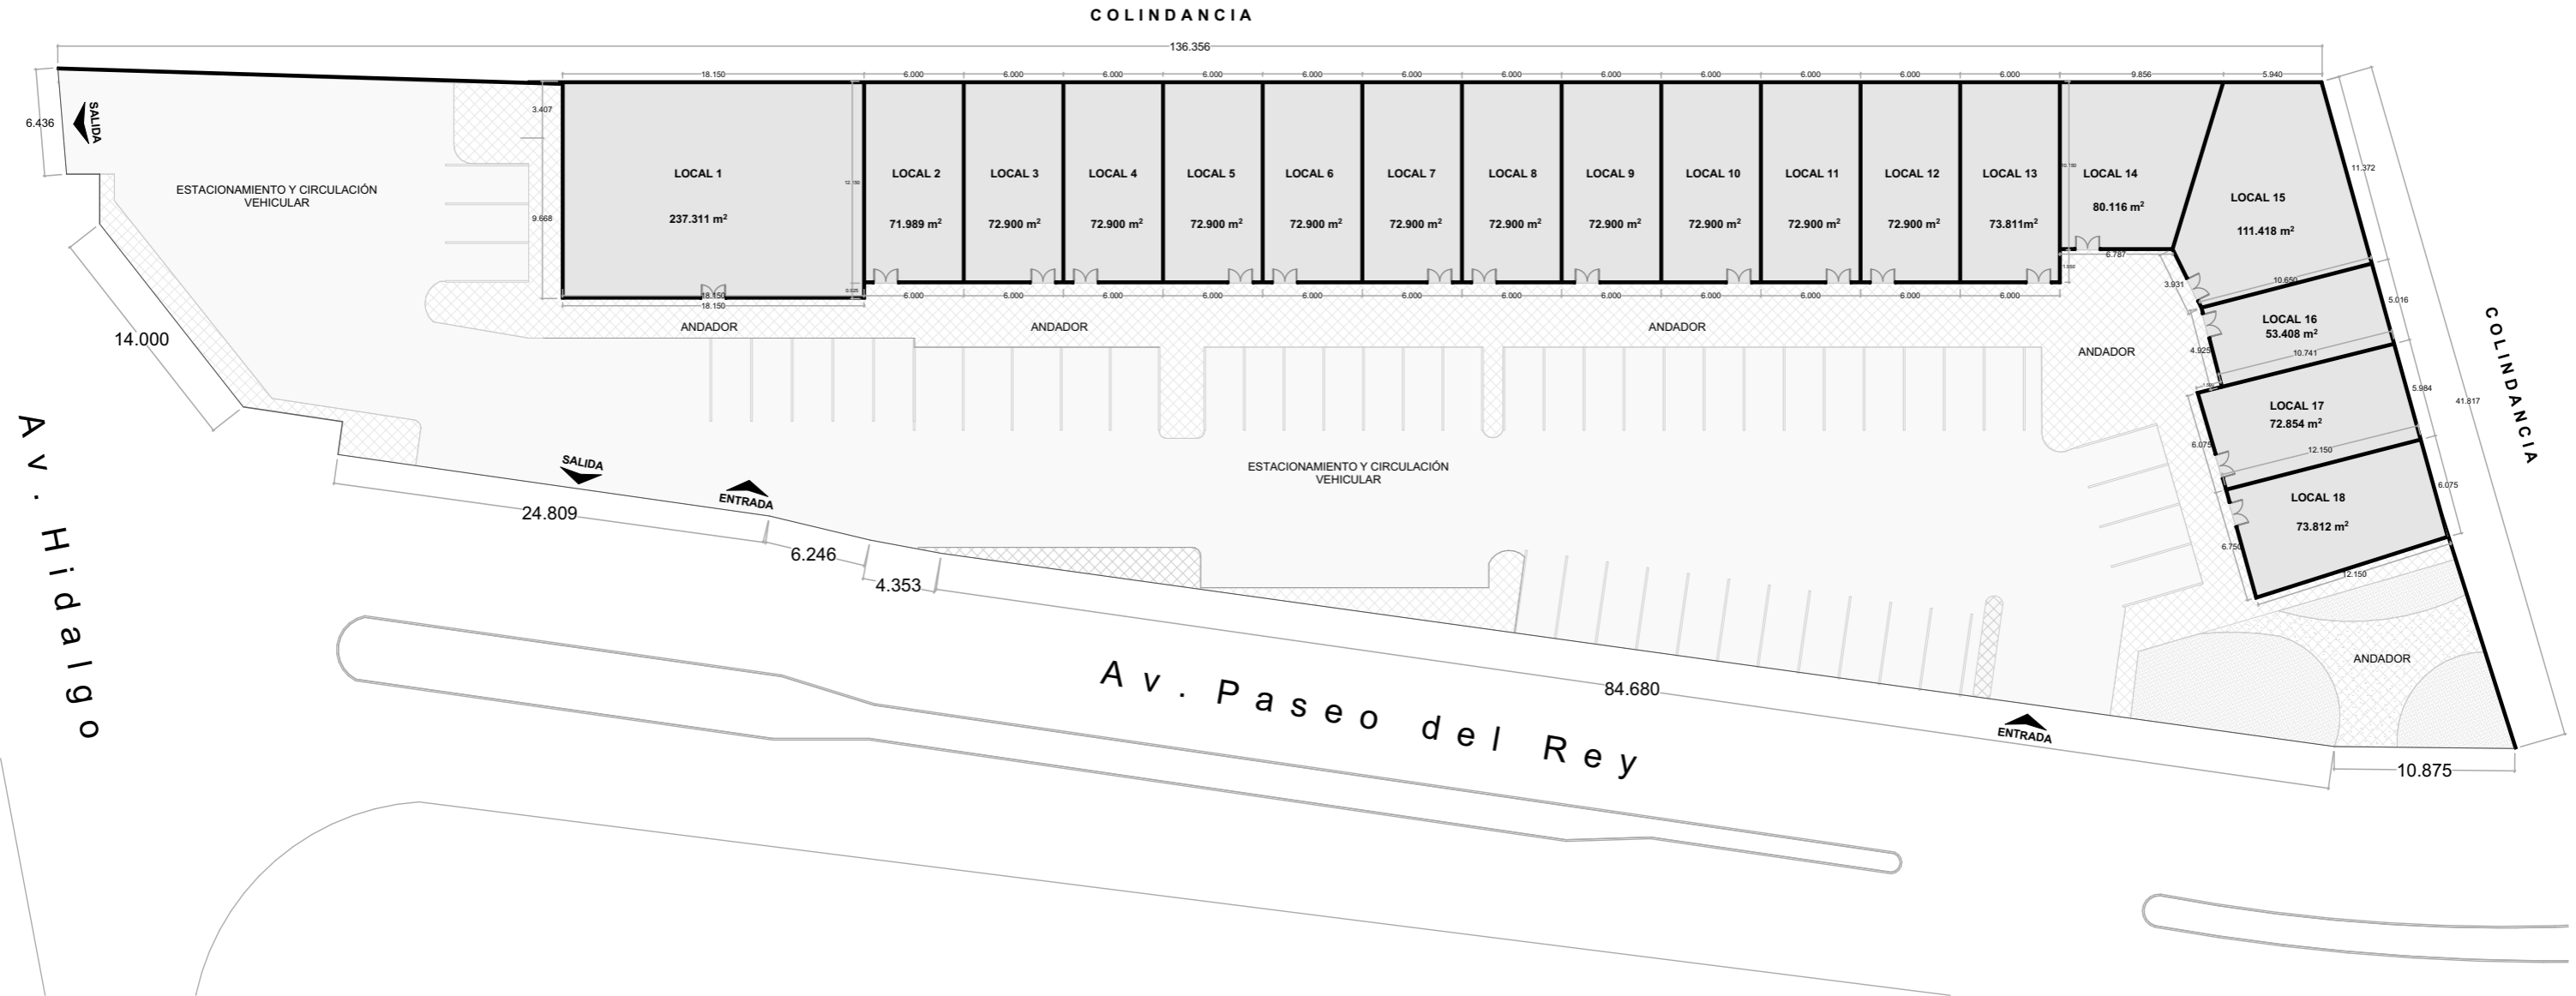 COLINDANCIA
136.356
18.150
6.000
6.000
6.000
6.000
6.000
6.000
6.000
6.000
6.000
6.000
6.000
6.000
9.856
5.940
6.436
SALIDA
3.407
9.668
ESTACIONAMIENTO Y CIRCULACIÓN
VEHICULAR
LOCAL 1
237.311 m²
12.150
LOCAL 2
71.989 m²
LOCAL 3
72.900 m²
LOCAL 4
72.900 m²
LOCAL 5
72.900 m²
LOCAL 6
72.900 m²
LOCAL 7
72.900 m²
LOCAL 8
72.900 m²
LOCAL 9
72.900 m²
LOCAL 10
72.900 m²
LOCAL 11
72.900 m²
LOCAL 12
72.900 m²
LOCAL 13
73.811m²
LOCAL 14
80.116 m²
LOCAL 15
111.418 m²
11.372
6.787
3.931
10.650
18.150
18.150
0.925
6.000
6.000
6.000
6.000
6.000
6.000
6.000
6.000
6.000
6.000
6.000
6.000
ANDADOR
ANDADOR
ANDADOR
ANDADOR
LOCAL 16
53.408 m²
5.016
4.925
10.741
LOCAL 17
72.854 m²
5.984
6.075
12.150
LOCAL 18
73.812 m²
6.075
6.750
12.150
41.817
COLINDANCIA
14.000
Av. Hidalgo
SALIDA
ENTRADA
ESTACIONAMIENTO Y CIRCULACIÓN
VEHICULAR
24.809
6.246
4.353
84.680
Av. Paseo del Rey
ENTRADA
ANDADOR
10.875